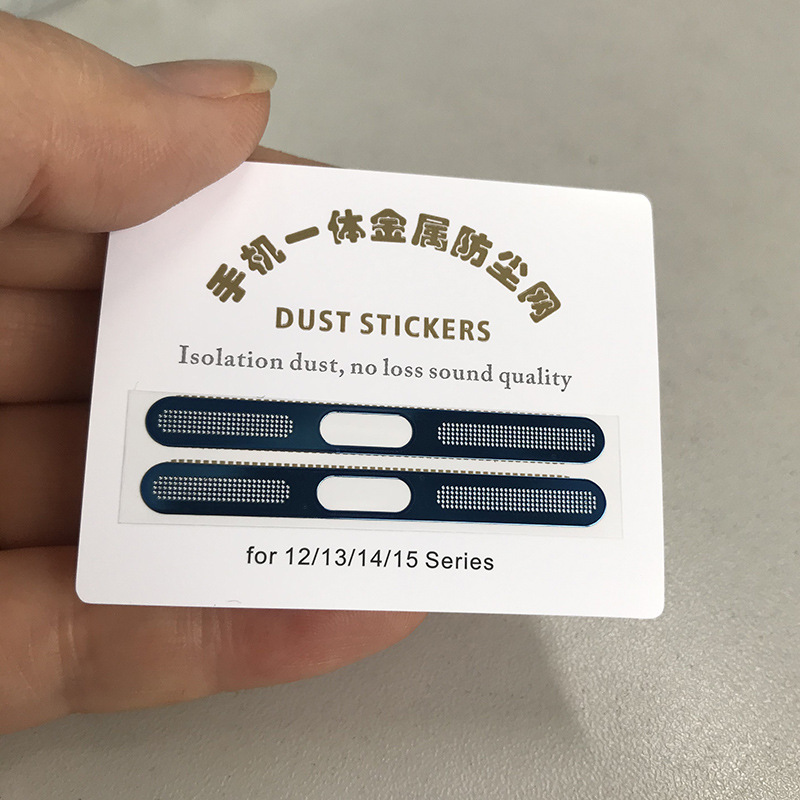 手机一体金属防尘网
DUST STICKERS
Isolation dust, no loss sound quality
for 12/13/14/15 Series